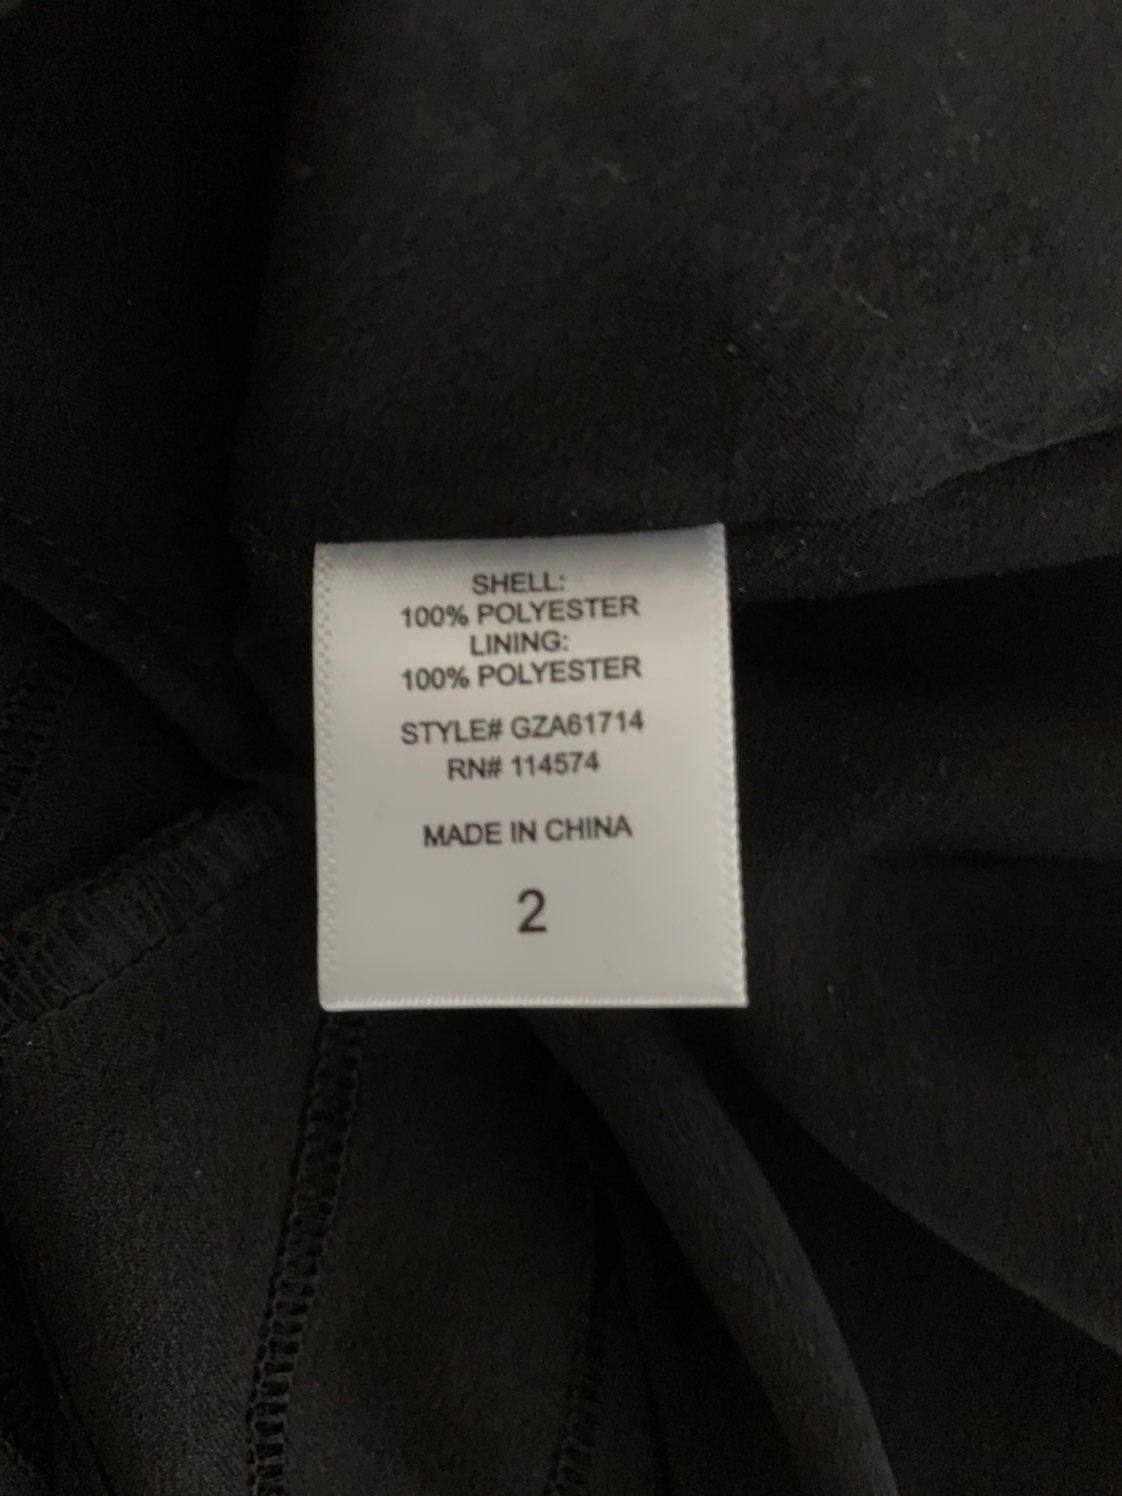 SHELL:
100% POLYESTER
LINING:
100% POLYESTER
STYLE# GZA61714
RN# 114574
MADE IN CHINA
2